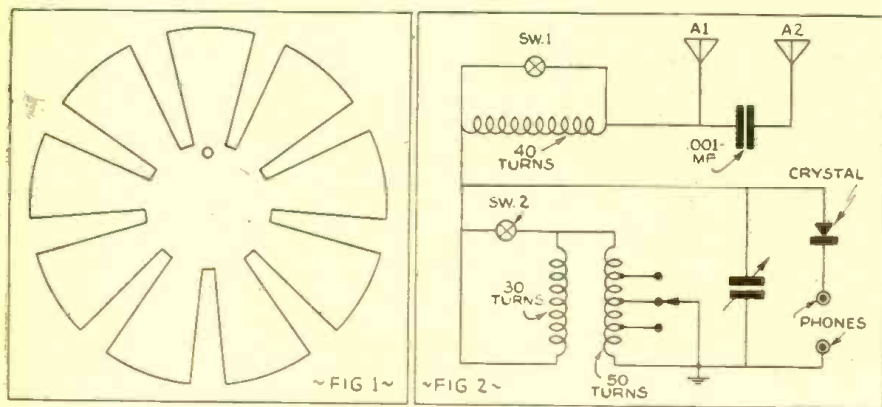 ~FIG 1~
~FIG 2~
SW.1
A1
A2
40
TURNS
.001-
MF
CRYSTAL
SW.2
30
TURNS
PHONES
50
TURNS